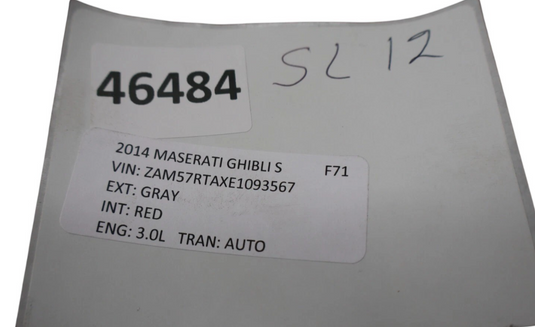 SL 12
46484
2014 MASERATI GHIBLI S F71
VIN: ZAM57RTAXE1093567
EXT: GRAY
INT: RED
ENG: 3.0L TRAN: AUTO